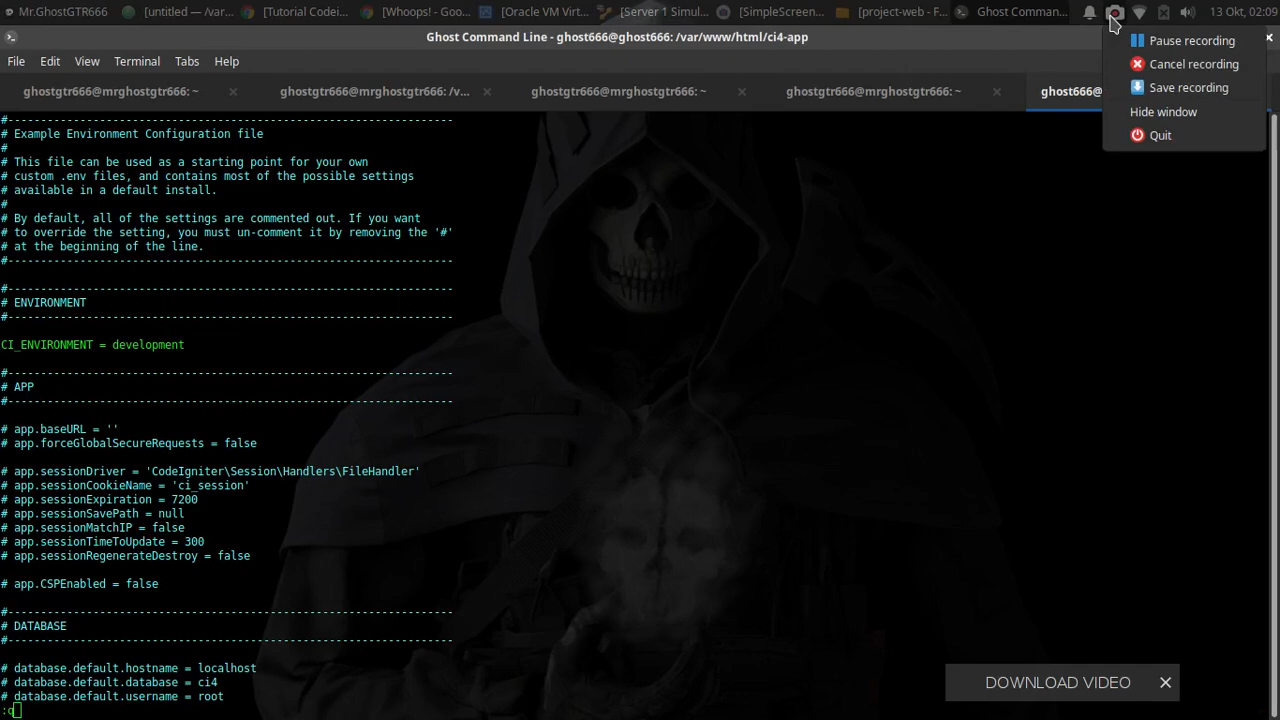 Mr.GhostGTR666
[untitled — /var...
[Tutorial Codei...
[Whoops! - Goo...
[Oracle VM Virt...
[Server 1 Simul...
[SimpleScreen...
[project-web - F...
Ghost Comman...
13 Okt, 02:09
Ghost Command Line - ghost666@ghost666: /var/www/html/ci4-app
File Edit View Terminal Tabs Help
ghostgtr666@mrghostgtr666: ~
ghostgtr666@mrghostgtr666: /v...
ghostgtr666@mrghostgtr666: ~
ghostgtr666@mrghostgtr666: ~
ghost666@
Pause recording
Cancel recording
Save recording
Hide window
Quit
#--------------------------------------------------------------------
# Example Environment Configuration file
#
# This file can be used as a starting point for your own
# custom .env files, and contains most of the possible settings
# available in a default install.
#
# By default, all of the settings are commented out. If you want
# to override the setting, you must un-comment it by removing the '#'
# at the beginning of the line.
#--------------------------------------------------------------------
#--------------------------------------------------------------------
# ENVIRONMENT
#--------------------------------------------------------------------
CI_ENVIRONMENT = development
#--------------------------------------------------------------------
# APP
#--------------------------------------------------------------------
# app.baseURL = ''
# app.forceGlobalSecureRequests = false
# app.sessionDriver = 'CodeIgniter\Session\Handlers\FileHandler'
# app.sessionCookieName = 'ci_session'
# app.sessionExpiration = 7200
# app.sessionSavePath = null
# app.sessionMatchIP = false
# app.sessionTimeToUpdate = 300
# app.sessionRegenerateDestroy = false
# app.CSPEnabled = false
#--------------------------------------------------------------------
# DATABASE
#--------------------------------------------------------------------
# database.default.hostname = localhost
# database.default.database = ci4
# database.default.username = root
:q
DOWNLOAD VIDEO